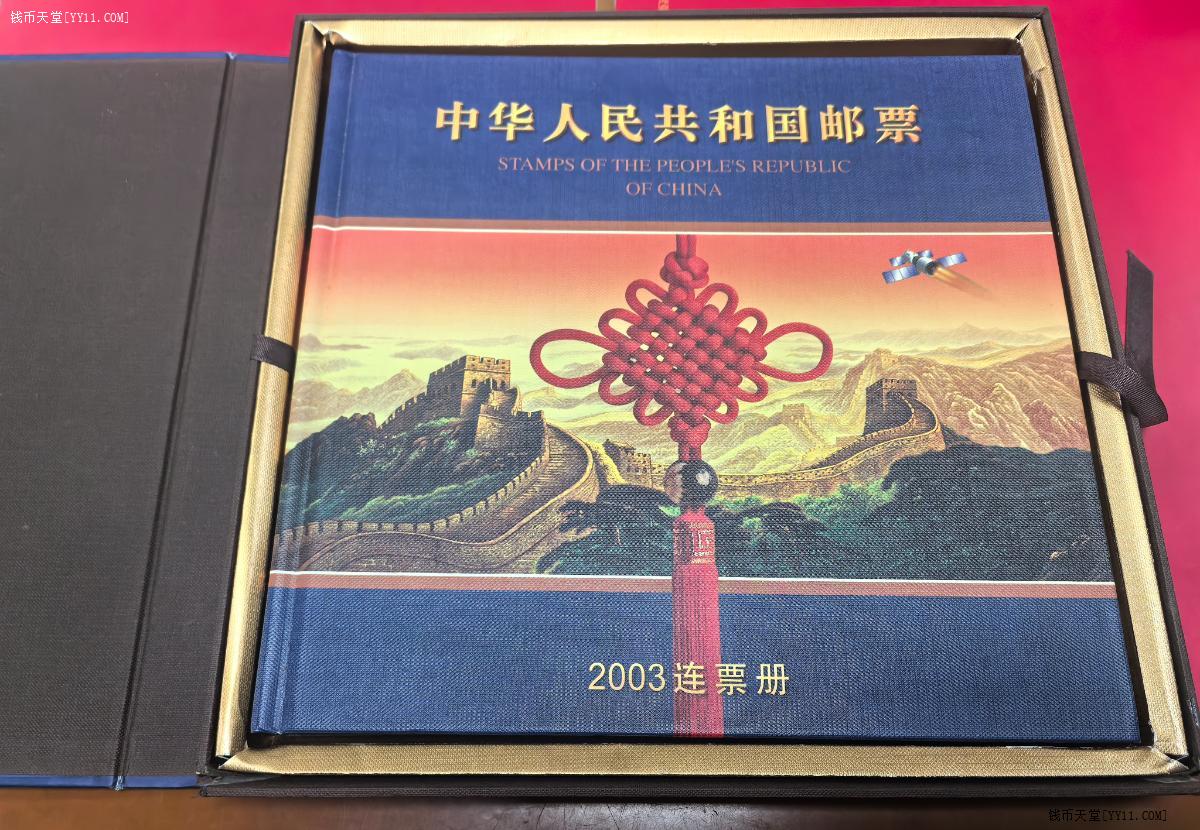 钱币天堂[YY11.COM]
中华人民共和国邮票
STAMPS OF THE PEOPLE'S REPUBLIC
OF CHINA
2003连票册
钱币天堂[YY11.COM]